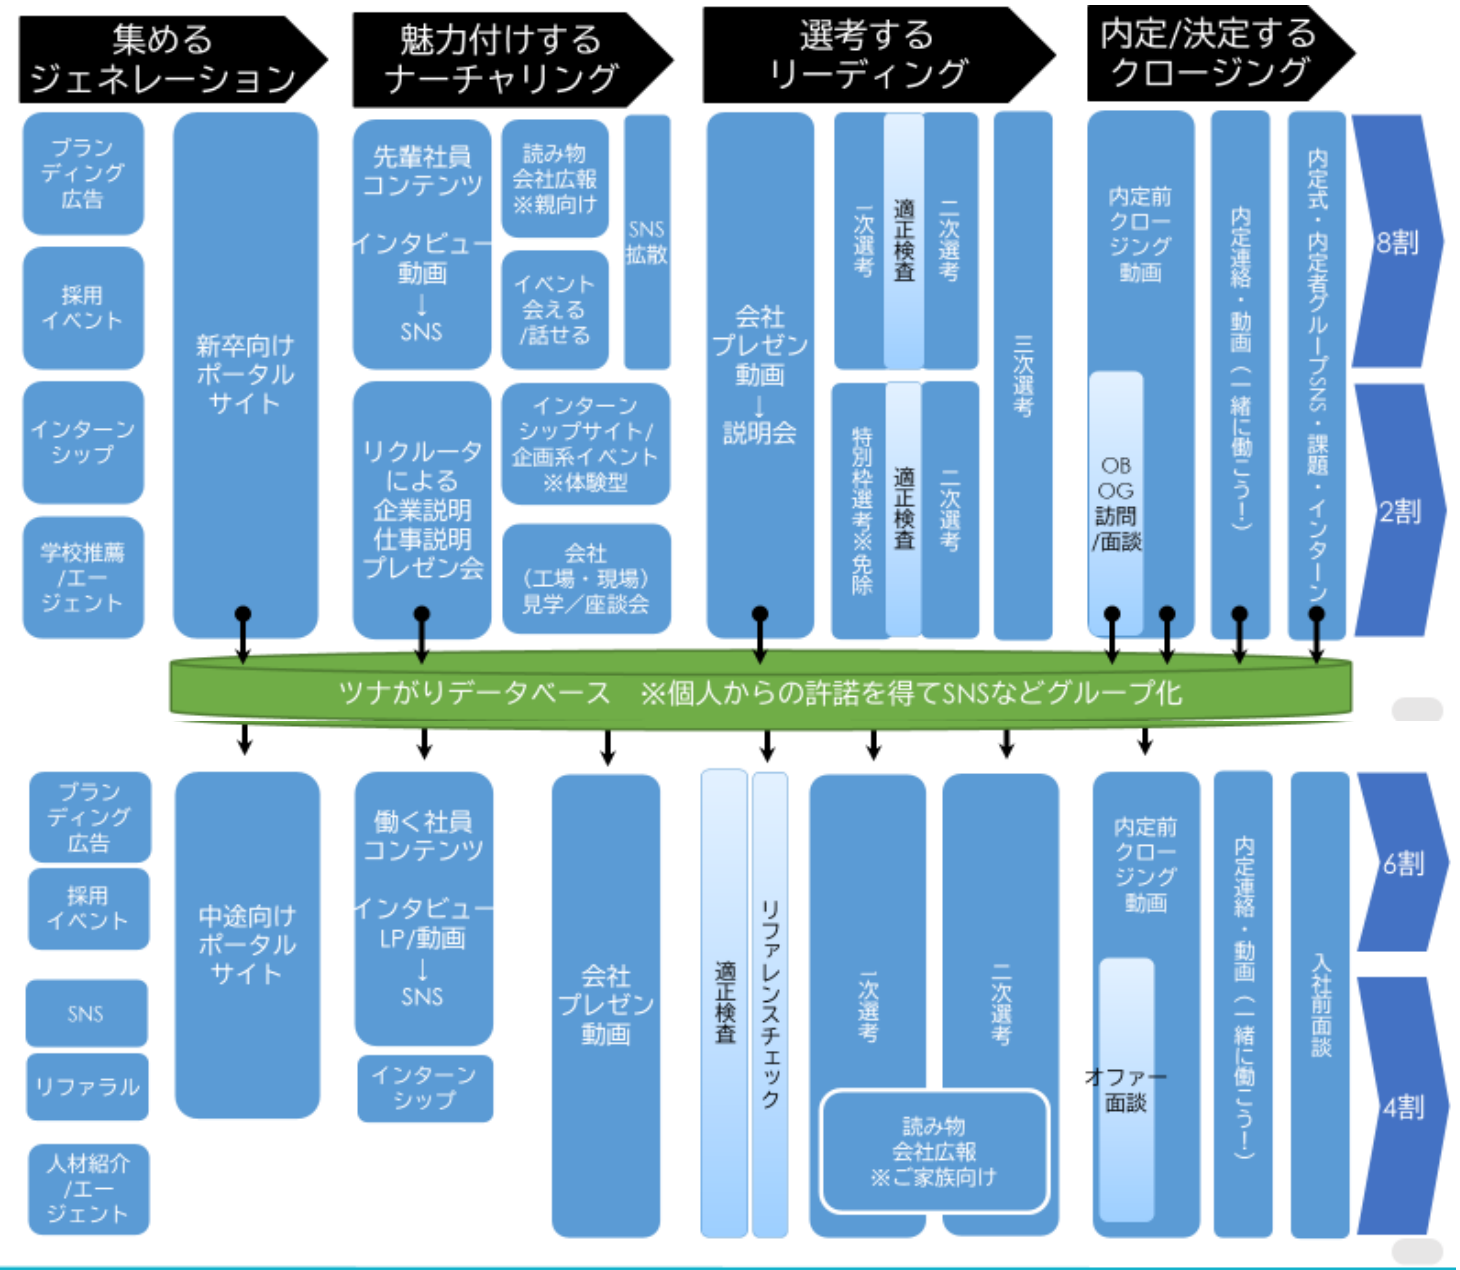 集める
ジェネレーション
魅力付けする
ナーチャリング
選考する
リーディング
内定/決定する
クロージング
ブラン
ディング
広告
採用
イベント
インターン
シップ
学校推薦
/エー
ジェント
新卒向け
ポータル
サイト
先輩社員
コンテンツ
インタビュー
動画
↓
SNS
読み物
会社広報
※親向け
イベント
会える
/話せる
SNS
拡散
リクルータ
による
企業説明
仕事説明
プレゼン会
インターン
シップサイト/
企画系イベント
※体験型
会社
（工場・現場）
見学／座談会
会社
プレゼン
動画
↓
説明会
一次選考
適正検査
二次選考
特別枠選考※免除
適正検査
二次選考
三次選考
内定前
クロー
ジング
動画
OB
OG
訪問
/面談
内定連絡・動画（一緒に働こう！）
内定式・内定者グループSNS・課題・インターン
8割
2割
ツナがりデータベース　※個人からの許諾を得てSNSなどグループ化
ブラン
ディング
広告
採用
イベント
SNS
リファラル
人材紹介
/エー
ジェント
中途向け
ポータル
サイト
働く社員
コンテンツ
インタビュー
LP/動画
↓
SNS
インターン
シップ
会社
プレゼン
動画
適正検査
リファレンスチェック
一次選考
二次選考
読み物
会社広報
※ご家族向け
内定前
クロー
ジング
動画
オファー
面談
内定連絡・動画（一緒に働こう！）
入社前面談
6割
4割